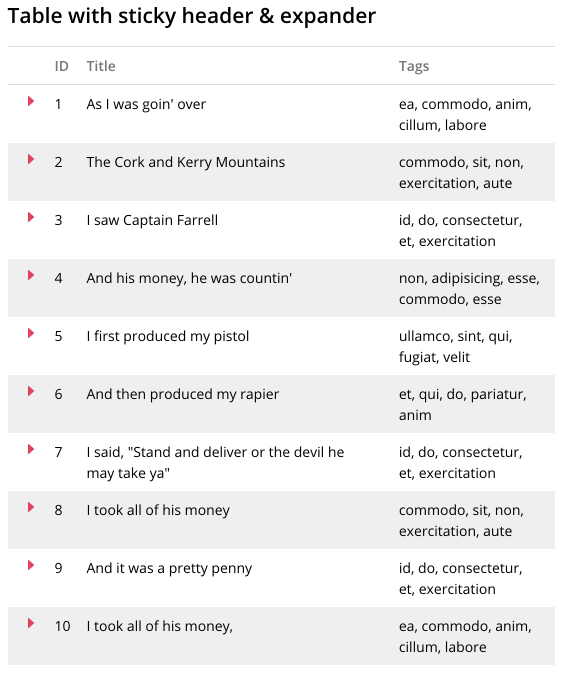 Table with sticky header & expander
ID Title Tags
1 As I was goin' over ea, commodo, anim,
cillum, labore
2 The Cork and Kerry Mountains commodo, sit, non,
exercitation, aute
3 I saw Captain Farrell id, do, consectetur,
et, exercitation
4 And his money, he was countin' non, adipisicing, esse,
commodo, esse
5 I first produced my pistol ullamco, sint, qui,
fugiat, velit
6 And then produced my rapier et, qui, do, pariatur,
anim
7 I said, "Stand and deliver or the devil he id, do, consectetur,
may take ya" et, exercitation
8 I took all of his money commodo, sit, non,
exercitation, aute
9 And it was a pretty penny id, do, consectetur,
et, exercitation
10 I took all of his money, ea, commodo, anim,
cillum, labore